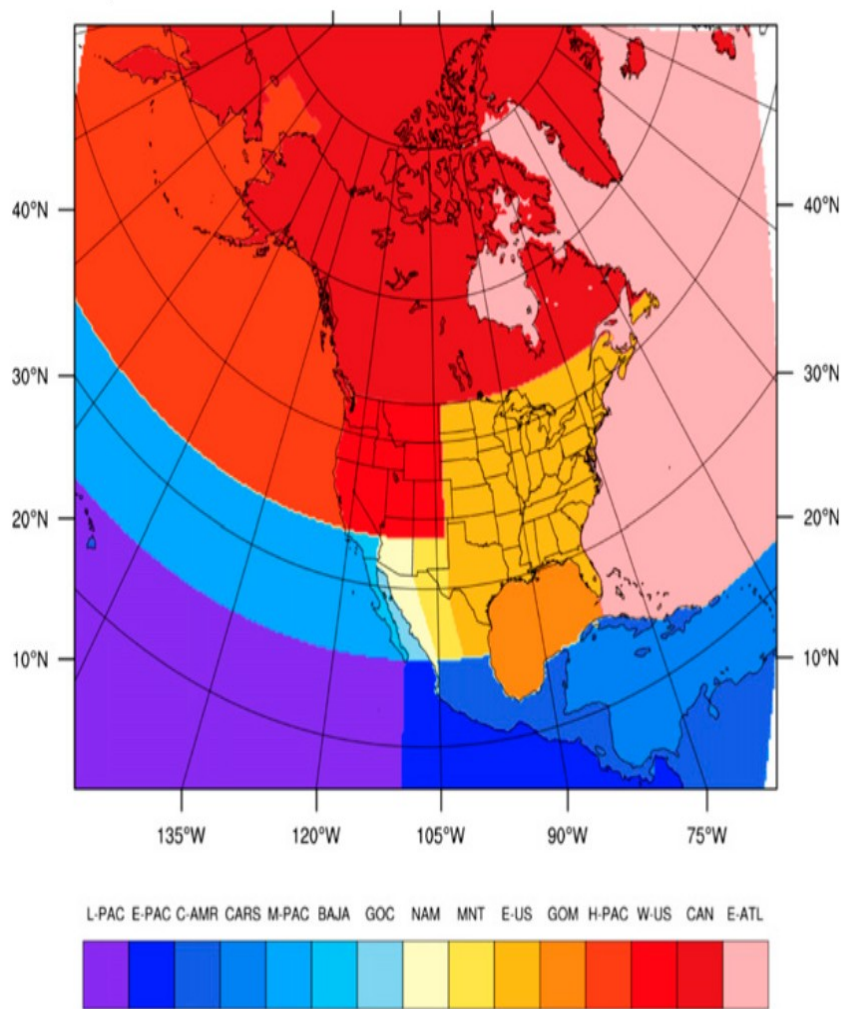 40°N 40°N
30°N 30°N
20°N 20°N
10°N 10°N
135°W 120°W 105°W 90°W 75°W
L-PAC E-PAC C-AMR CARS M-PAC BAJA GOC NAM MNT E-US GOM H-PAC W-US CAN E-ATL